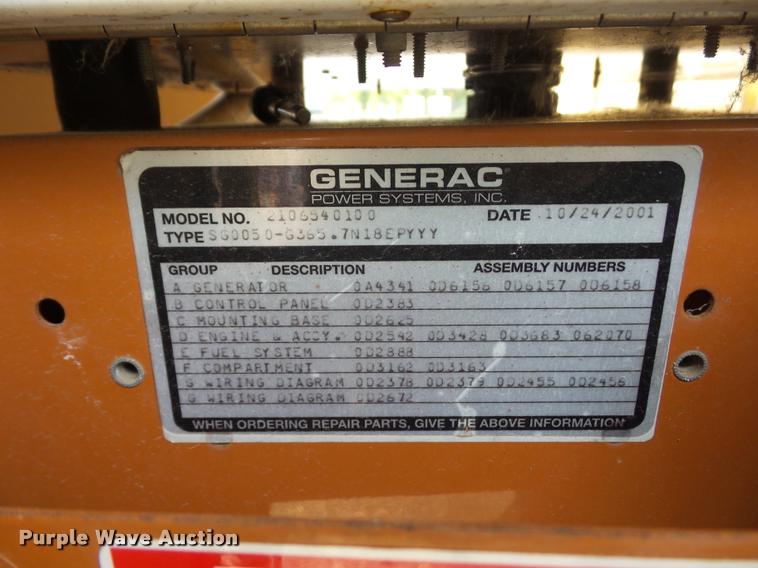 GENERAC
POWER SYSTEMS, INC.
MODEL NO. 2106540100 DATE 10/24/2001
TYPE SG0050-G365.7N18EPYYY
GROUP DESCRIPTION ASSEMBLY NUMBERS
A GENERATOR 0A4341 0D6156 0D6157 0D6158
B CONTROL PANEL 0D2383
C MOUNTING BASE 0D2625
D ENGINE & ACCY. 0D2542 0D3428 0D3683 062070
E FUEL SYSTEM 0D2888
F COMPARTMENT 0D3162 0D3163
G WIRING DIAGRAM 0D2378 0D2379 0D2455 0D2456
G WIRING DIAGRAM 0D2672
WHEN ORDERING REPAIR PARTS, GIVE THE ABOVE INFORMATION
Purple Wave Auction